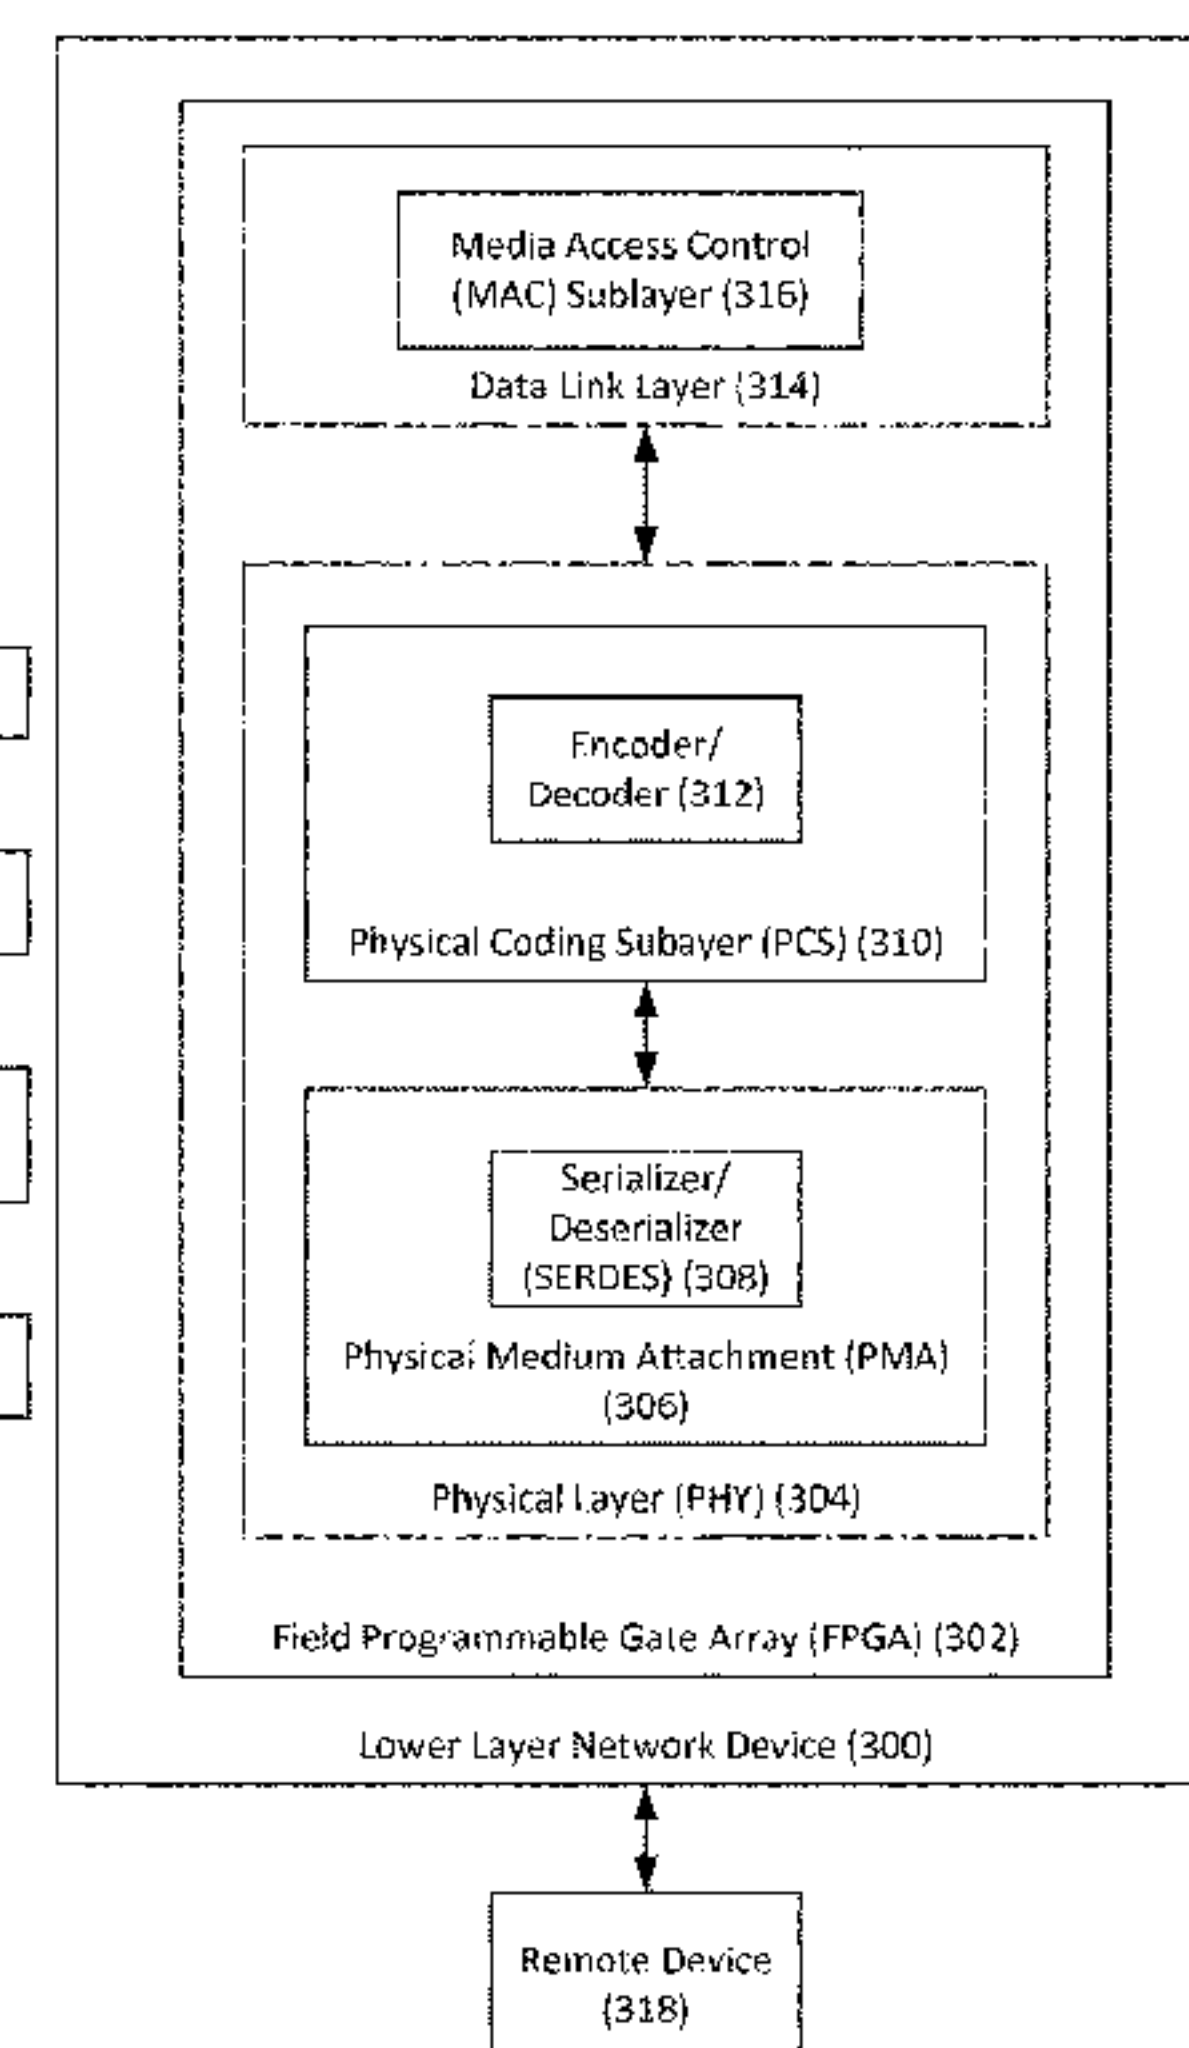 Media Access Control
(MAC) Sublayer (316)
Data Link Layer (314)
Encoder/
Decoder (312)
Physical Coding Subayer (PCS) (310)
Serializer/
Deserializer
(SERDES) (308)
Physical Medium Attachment (PMA)
(306)
Physical Layer (PHY) (304)
Field Programmable Gate Array (FPGA) (302)
Lower Layer Network Device (300)
Remote Device
(318)